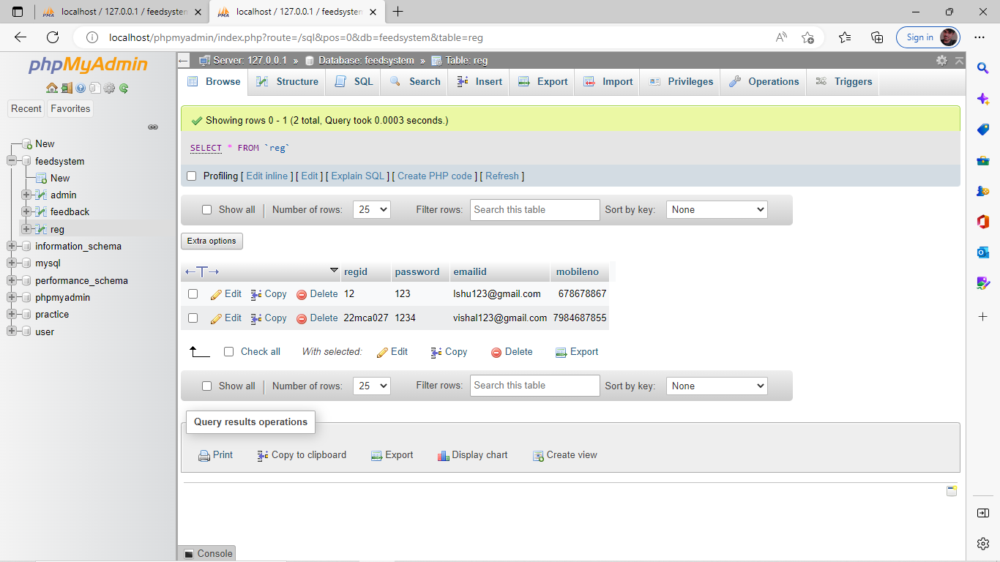 localhost / 127.0.0.1 / feedsystem
localhost / 127.0.0.1 / feedsystem
localhost/phpmyadmin/index.php?route=/sql&pos=0&db=feedsystem&table=reg
Sign in
phpMyAdmin
Recent Favorites
New
feedsystem
New
admin
feedback
reg
information_schema
mysql
performance_schema
phpmyadmin
practice
user
Server: 127.0.0.1 » Database: feedsystem » Table: reg
Browse Structure SQL Search Insert Export Import Privileges Operations Triggers
Showing rows 0 - 1 (2 total, Query took 0.0003 seconds.)
SELECT * FROM `reg`
Profiling [ Edit inline ] [ Edit ] [ Explain SQL ] [ Create PHP code ] [ Refresh ]
Show all Number of rows: 25 Filter rows: Search this table Sort by key: None
Extra options
←T→ regid password emailid mobileno
Edit Copy Delete 12 123 Ishu123@gmail.com 678678867
Edit Copy Delete 22mca027 1234 vishal123@gmail.com 7984687855
Check all With selected: Edit Copy Delete Export
Show all Number of rows: 25 Filter rows: Search this table Sort by key: None
Query results operations
Print Copy to clipboard Export Display chart Create view
Console